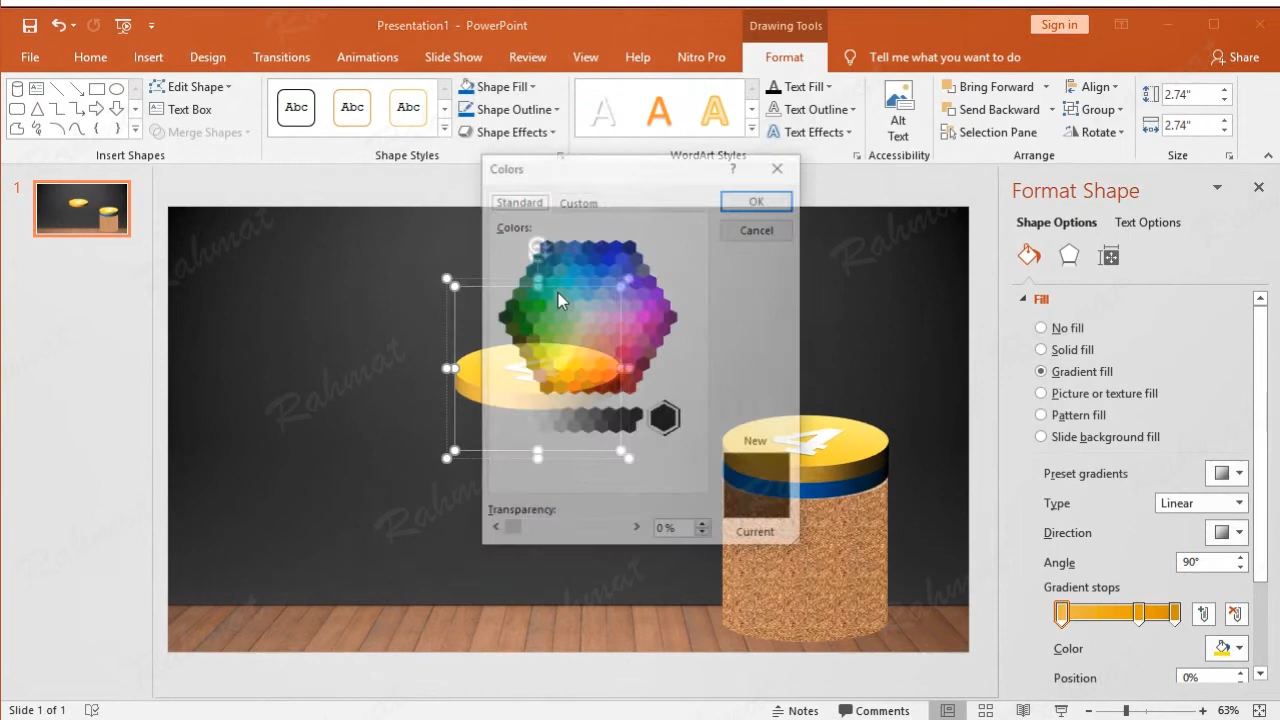 Presentation1 - PowerPoint
Drawing Tools
Sign in
File Home Insert Design Transitions Animations Slide Show Review View Help Nitro Pro Format Tell me what you want to do Share
Edit Shape
Text Box
Merge Shapes
Insert Shapes
Abc Abc Abc
Shape Fill
Shape Outline
Shape Effects
Shape Styles
A A A
Text Fill
Text Outline
Text Effects
WordArt Styles
Alt
Text
Accessibility
Bring Forward
Send Backward
Selection Pane
Align
Group
Rotate
Arrange
2.74"
2.74"
Size
1
Colors
?
Standard Custom
OK
Cancel
Colors:
New
Current
Transparency:
0 %
4
Rahmat
Rahmat
Rahmat
Rahmat
Rahmat
Format Shape
Shape Options Text Options
Fill
No fill
Solid fill
Gradient fill
Picture or texture fill
Pattern fill
Slide background fill
Preset gradients
Type Linear
Direction
Angle 90°
Gradient stops
Color
Position 0%
Slide 1 of 1
Notes Comments 63%